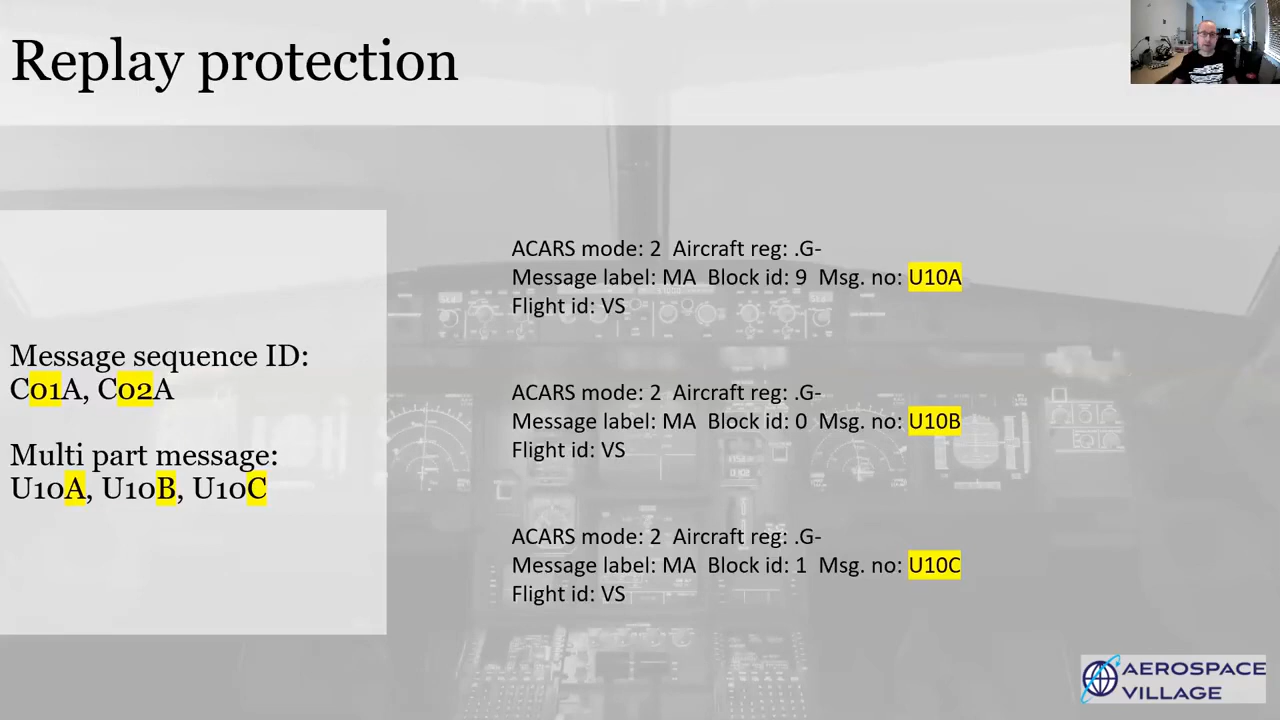 Replay protection
Message sequence ID:
C01A, C02A
Multi part message:
U10A, U10B, U10C
ACARS mode: 2 Aircraft reg: .G-
Message label: MA Block id: 9 Msg. no: U10A
Flight id: VS
ACARS mode: 2 Aircraft reg: .G-
Message label: MA Block id: 0 Msg. no: U10B
Flight id: VS
ACARS mode: 2 Aircraft reg: .G-
Message label: MA Block id: 1 Msg. no: U10C
Flight id: VS
AEROSPACE
VILLAGE